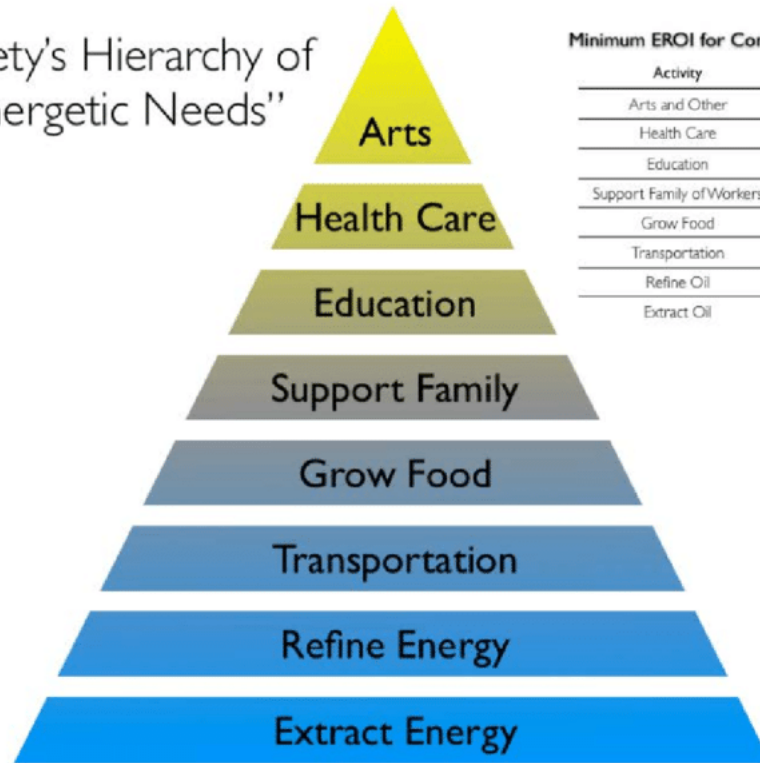 ety's Hierarchy of
ergetic Needs”
Arts
Health Care
Education
Support Family
Grow Food
Transportation
Refine Energy
Extract Energy
Minimum EROI for Con
Activity
Arts and Other
Health Care
Education
Support Family of Workers
Grow Food
Transportation
Refine Oil
Extract Oil